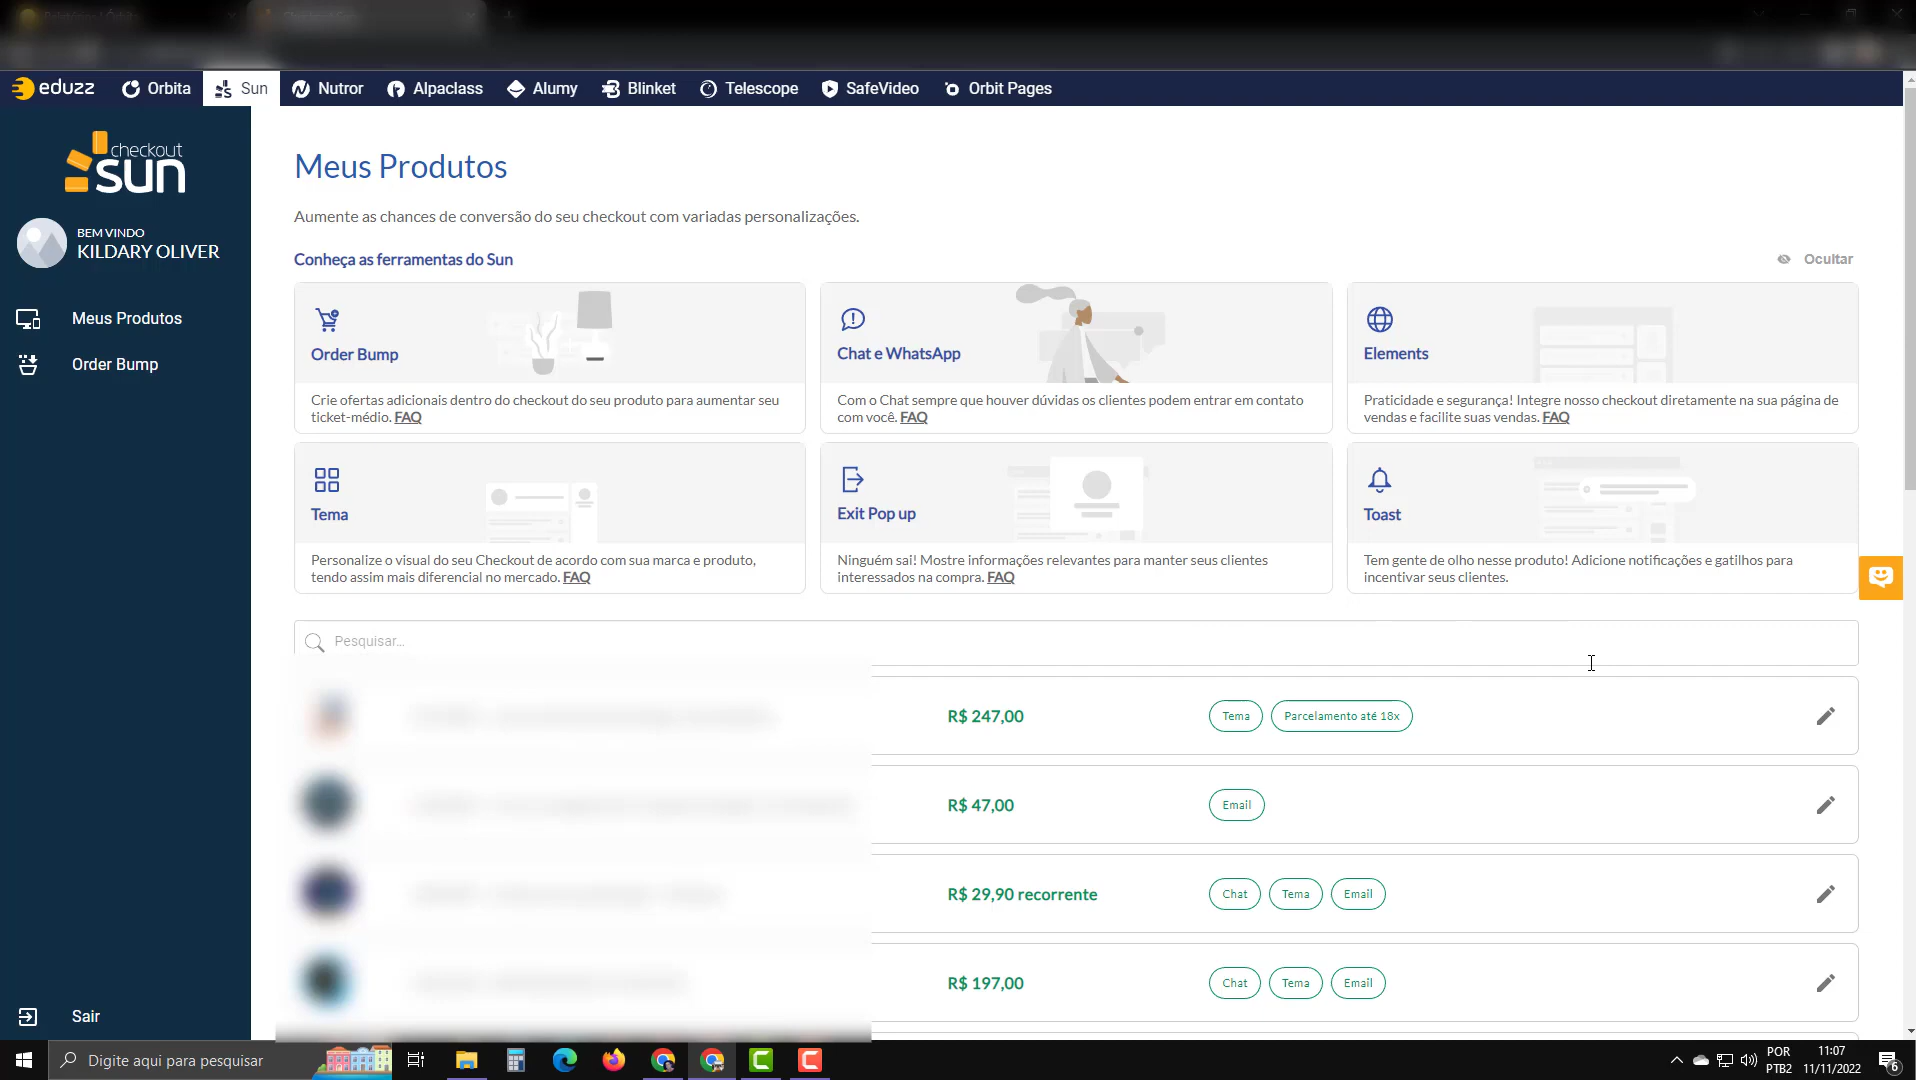 eduzz
Orbita
Sun
Nutror
Alpaclass
Alumy
Blinket
Telescope
SafeVideo
Orbit Pages
checkout
sun
BEM VINDO
KILDARY OLIVER
Meus Produtos
Order Bump
Sair
Meus Produtos
Aumente as chances de conversão do seu checkout com variadas personalizações.
Conheça as ferramentas do Sun
Ocultar
Order Bump
Crie ofertas adicionais dentro do checkout do seu produto para aumentar seu
ticket-médio. FAQ
Chat e WhatsApp
Com o Chat sempre que houver dúvidas os clientes podem entrar em contato
com você. FAQ
Elements
Praticidade e segurança! Integre nosso checkout diretamente na sua página de
vendas e facilite suas vendas. FAQ
Tema
Personalize o visual do seu Checkout de acordo com sua marca e produto,
tendo assim mais diferencial no mercado. FAQ
Exit Pop up
Ninguém sai! Mostre informações relevantes para manter seus clientes
interessados na compra. FAQ
Toast
Tem gente de olho nesse produto! Adicione notificações e gatilhos para
incentivar seus clientes.
Pesquisar...
R$ 247,00
Tema
Parcelamento até 18x
R$ 47,00
Email
R$ 29,90 recorrente
Chat
Tema
Email
R$ 197,00
Chat
Tema
Email
Digite aqui para pesquisar
POR
PTB2
11:07
11/11/2022
6